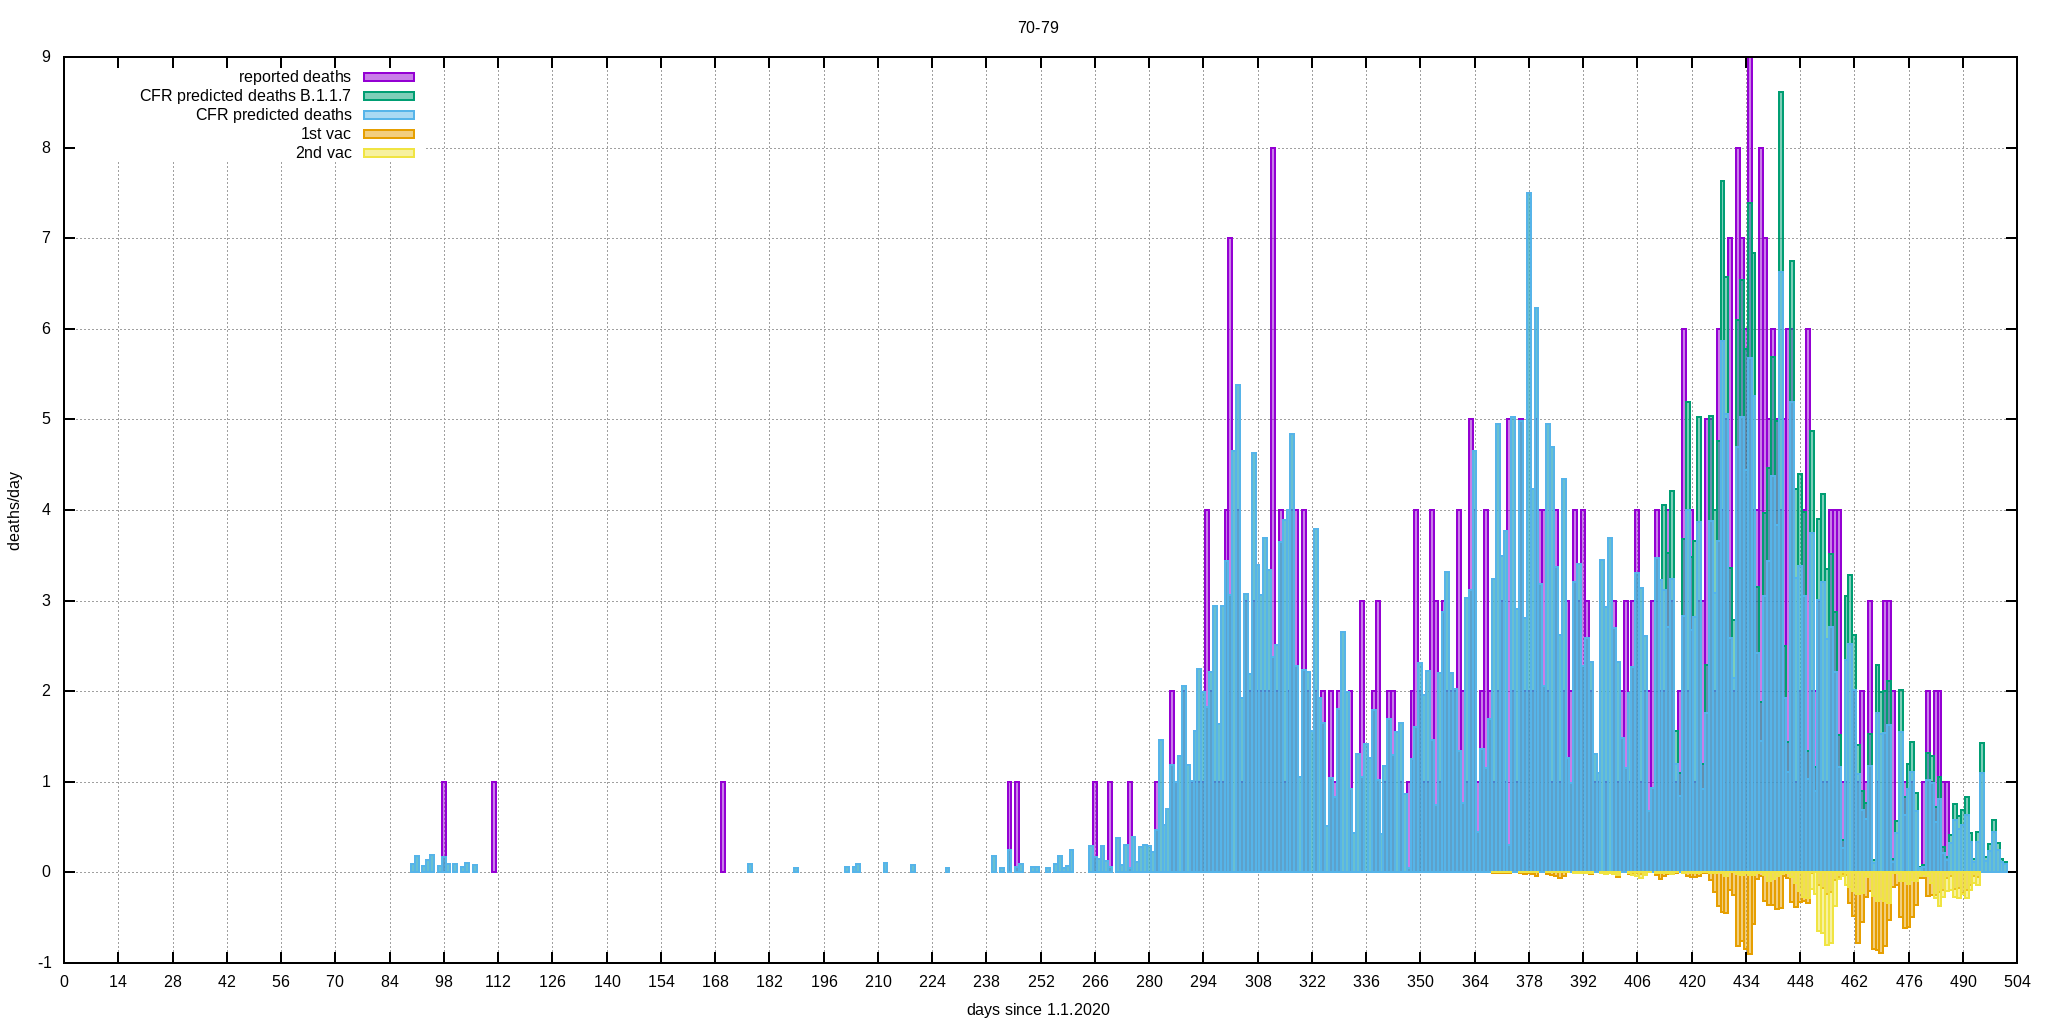 70-79
9
8
7
6
5
4
3
2
1
0
-1
deaths/day
reported deaths
CFR predicted deaths B.1.1.7
CFR predicted deaths
1st vac
2nd vac
0 14 28 42 56 70 84 98 112 126 140 154 168 182 196 210 224 238 252 266 280 294 308 322 336 350 364 378 392 406 420 434 448 462 476 490 504
days since 1.1.2020